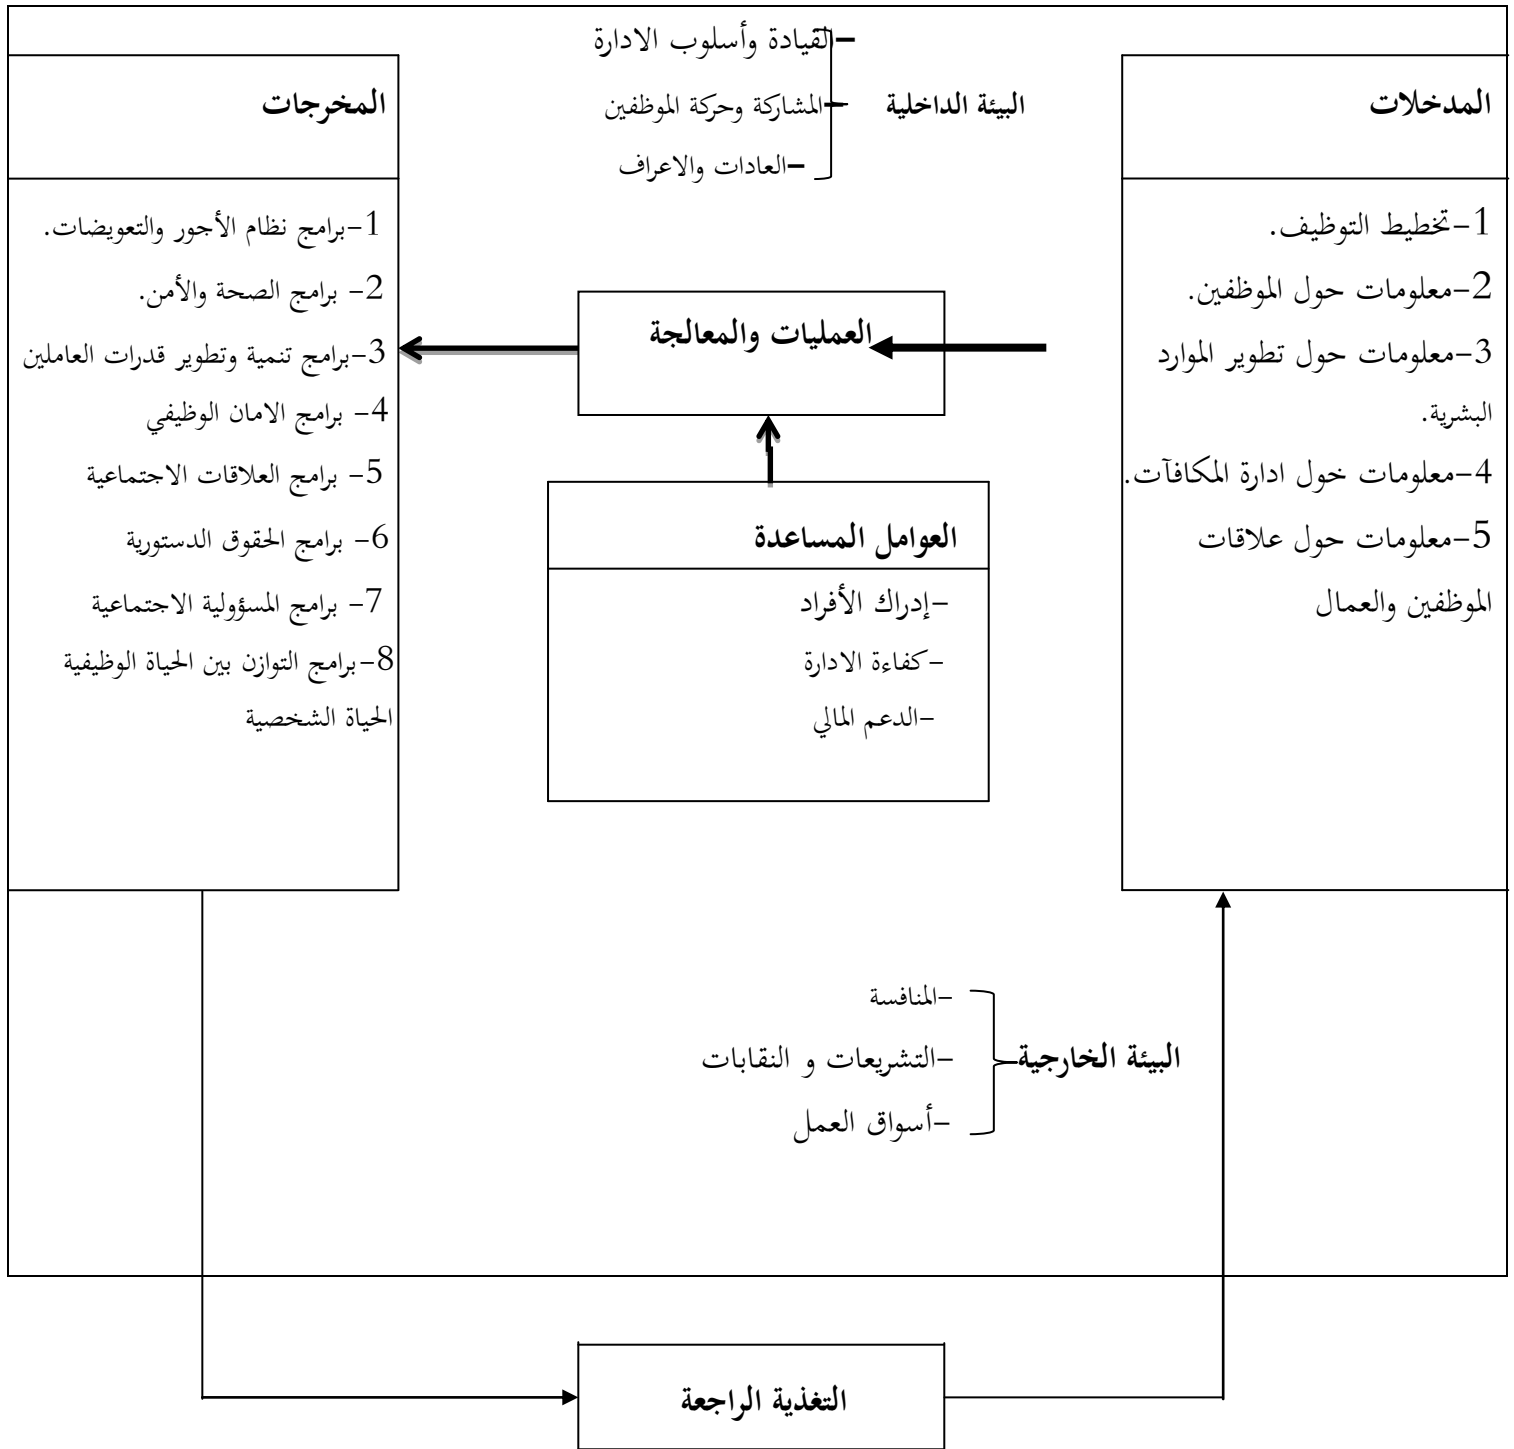 المدخلات
1-تخطيط التوظيف.
2-معلومات حول الموظفين.
3-معلومات حول تطوير الموارد
البشرية.
4-معلومات خول ادارة المكافآت.
5-معلومات حول علاقات
الموظفين والعمال
البيئة الداخلية
-القيادة وأسلوب الادارة
-المشاركة وحركة الموظفين
-العادات والاعراف
العمليات والمعالجة
العوامل المساعدة
-إدراك الأفراد
-كفاءة الادارة
-الدعم المالي
المخرجات
1-برامج نظام الأجور والتعويضات.
2- برامج الصحة والأمن.
3-برامج تنمية وتطوير قدرات العاملين
4- برامج الامان الوظيفي
5- برامج العلاقات الاجتماعية
6- برامج الحقوق الدستورية
7- برامج المسؤولية الاجتماعية
8-برامج التوازن بين الحياة الوظيفية
الحياة الشخصية
البيئة الخارجية
-المنافسة
-التشريعات و النقابات
-أسواق العمل
التغذية الراجعة